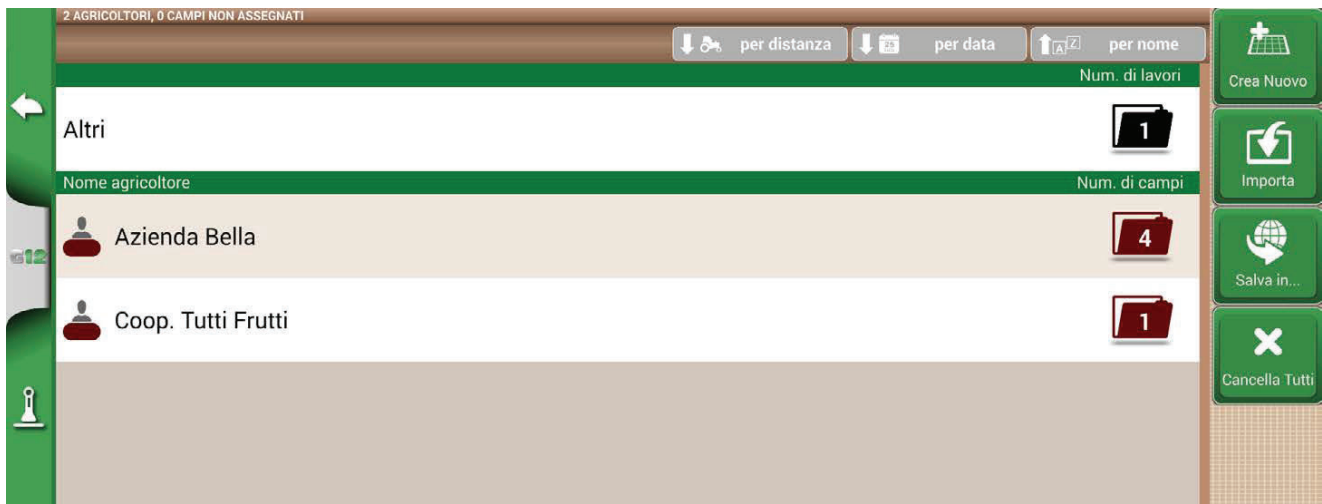 2 AGRICOLTORI, 0 CAMPI NON ASSEGNATI
per distanza
25
per data
A Z
per nome
Crea Nuovo
Num. di lavori
Altri
1
Importa
Nome agricoltore
Num. di campi
Azienda Bella
4
G12
Salva in...
Coop. Tutti Frutti
1
Cancella Tutti